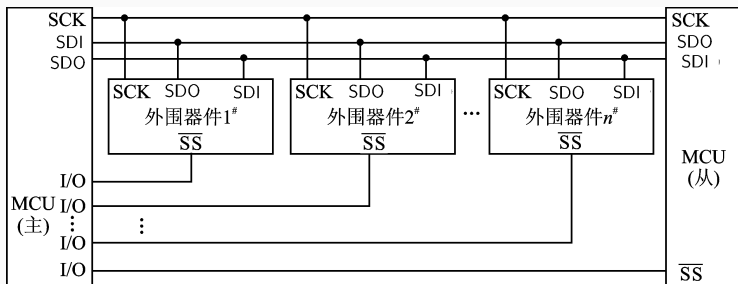 SCK SCK
SDI SDO
SDO SDI
SCK SDO SDI SCK SDO SDI SCK SDO SDI
外围器件1# 外围器件2# ··· 外围器件n#
SS SS SS
MCU
(从)
I/O
MCU I/O
(主) ⋮ ⋮
I/O
I/O SS